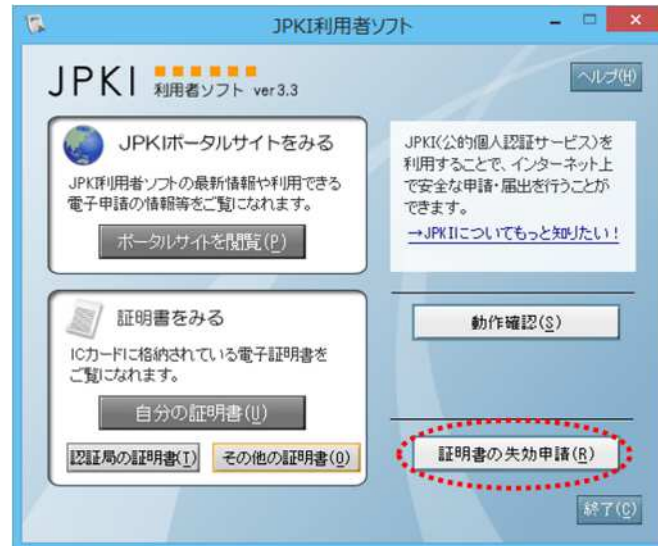 JPKI利用者ソフト
JPKI 利用者ソフト ver3.3
ヘルプ(H)
JPKIポータルサイトをみる
JPKI利用者ソフトの最新情報や利用できる
電子申請の情報等をご覧になれます。
ポータルサイトを閲覧(P)
JPKI(公的個人認証サービス)を
利用することで、インターネット上
で安全な申請・届出を行うことが
できます。
→JPKIについてもっと知りたい!
証明書をみる
ICカードに格納されている電子証明書を
ご覧になれます。
自分の証明書(U)
認証局の証明書(I)
その他の証明書(O)
動作確認(S)
証明書の失効申請(R)
終了(C)